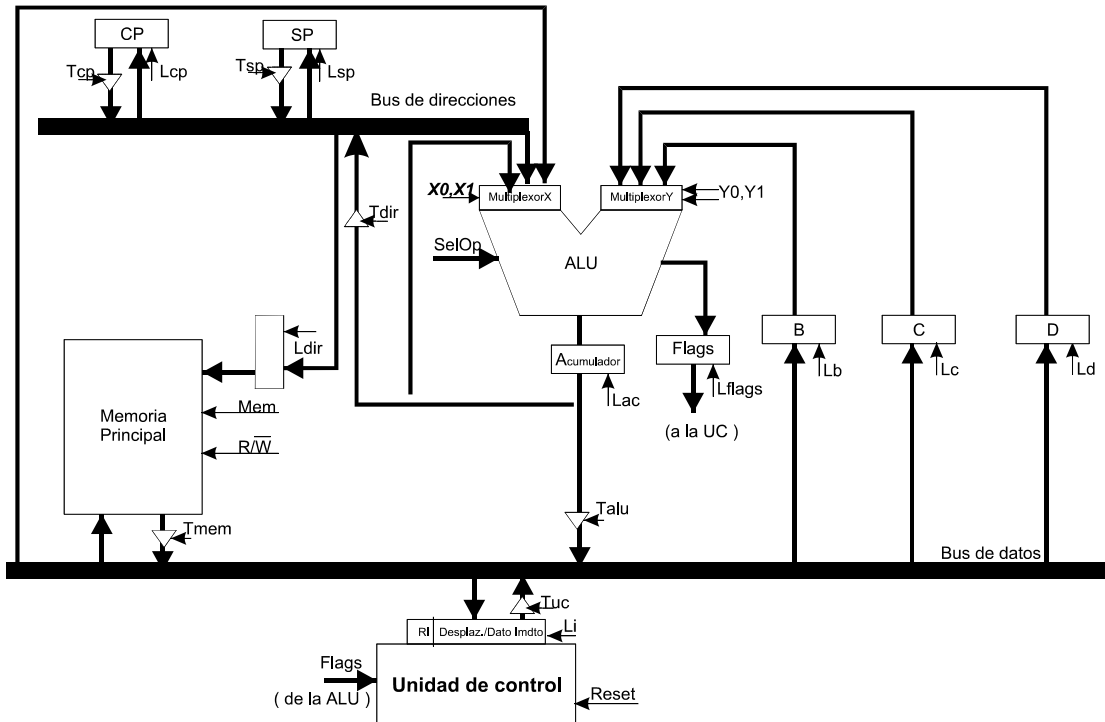 CP
SP
Tcp
Lcp
Tsp
Lsp
Bus de direcciones
X0,X1
MultiplexorX
MultiplexorY
Y0,Y1
Tdir
SelOp
ALU
B
C
D
Ldir
Acumulador
Flags
Lb
Lc
Ld
Lac
Lflags
Mem
Memoria
Principal
R/W̅
(a la UC )
Tmem
Talu
Bus de datos
Tuc
RI
Desplaz./Dato Imdto
Li
Flags
( de la ALU )
Unidad de control
Reset